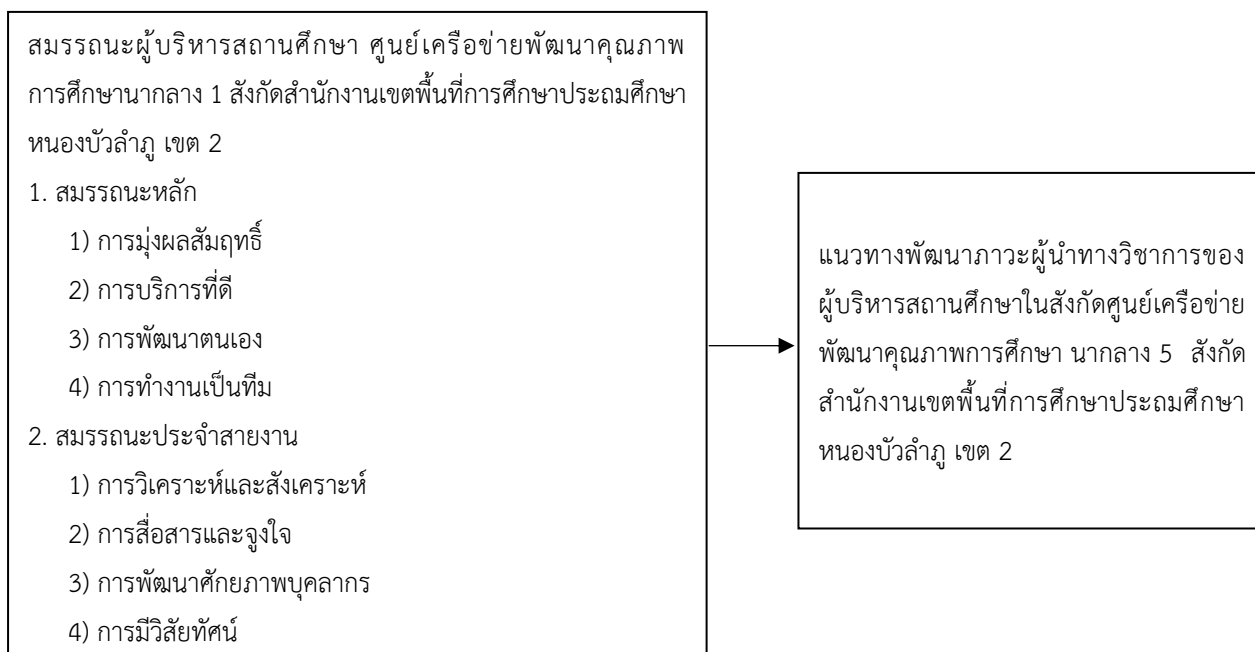 สมรรถนะผู้บริหารสถานศึกษา ศูนย์เครือข่ายพัฒนาคุณภาพ
การศึกษานากลาง 1 สังกัดสำนักงานเขตพื้นที่การศึกษาประถมศึกษา
หนองบัวลำภู เขต 2
1. สมรรถนะหลัก
1) การมุ่งผลสัมฤทธิ์
2) การบริการที่ดี
3) การพัฒนาตนเอง
4) การทำงานเป็นทีม
2. สมรรถนะประจำสายงาน
1) การวิเคราะห์และสังเคราะห์
2) การสื่อสารและจูงใจ
3) การพัฒนาศักยภาพบุคลากร
4) การมีวิสัยทัศน์
แนวทางพัฒนาภาวะผู้นำทางวิชาการของ
ผู้บริหารสถานศึกษาในสังกัดศูนย์เครือข่าย
พัฒนาคุณภาพการศึกษา นากลาง 5 สังกัด
สำนักงานเขตพื้นที่การศึกษาประถมศึกษา
หนองบัวลำภู เขต 2